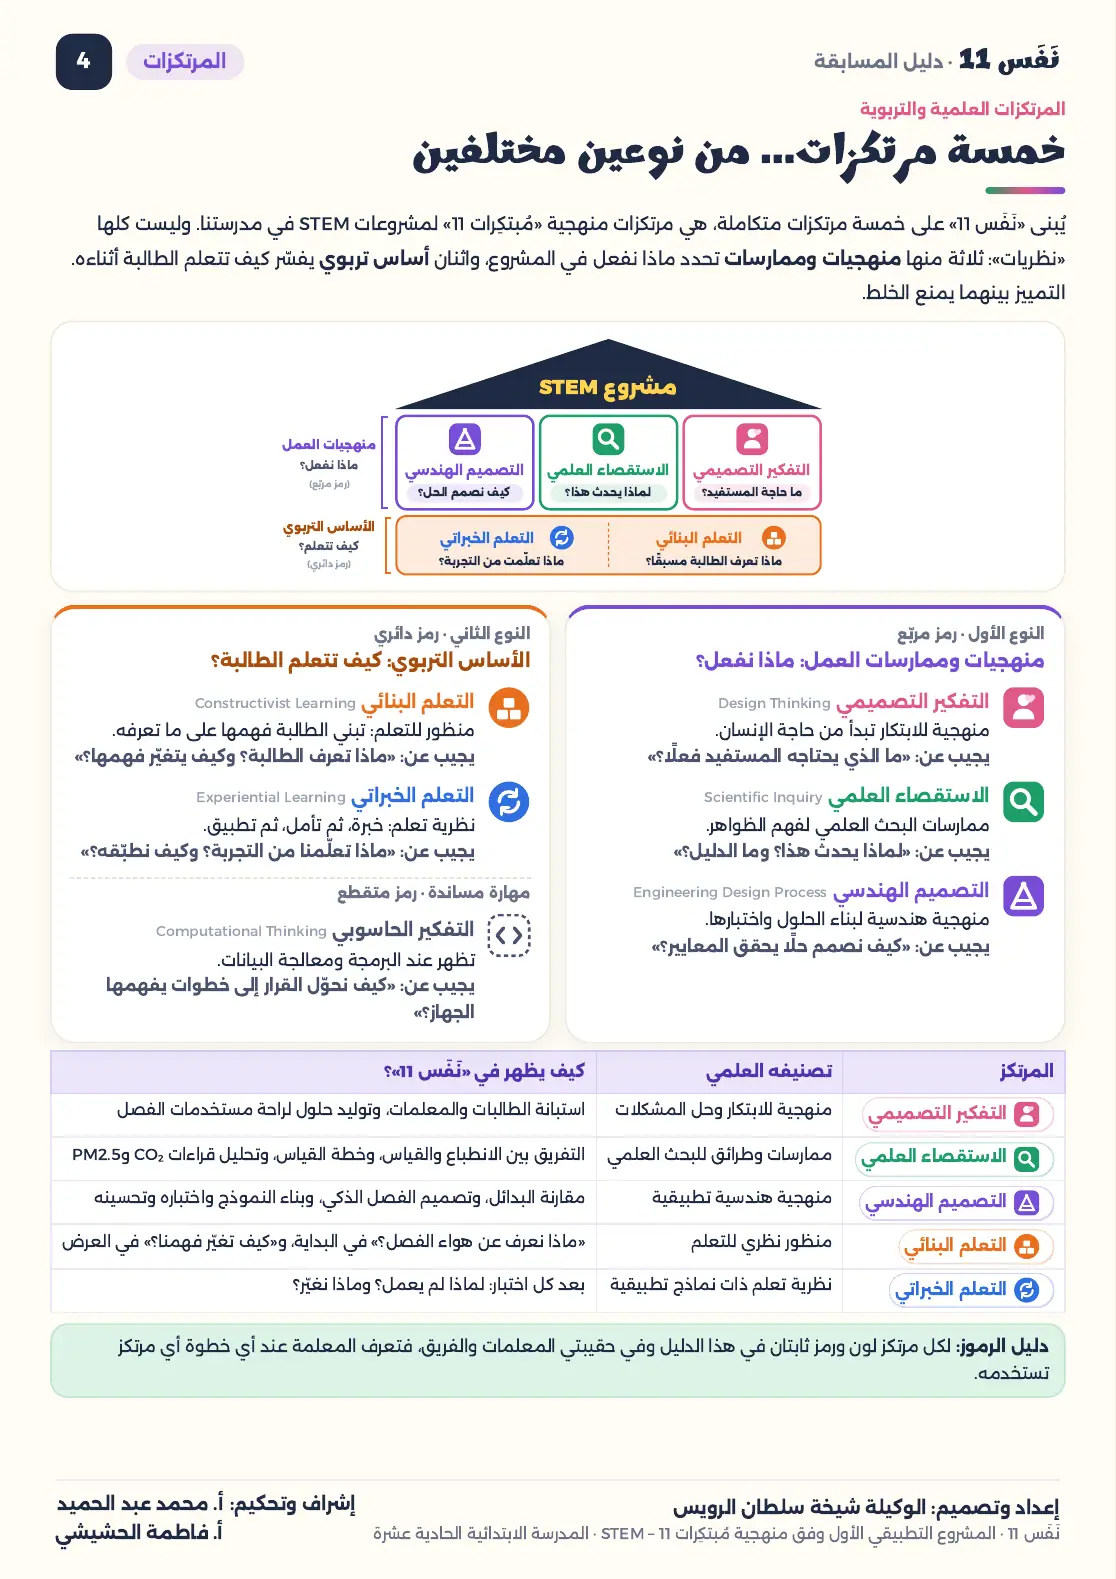 نَفَس 11 · دليل المسابقة
المرتكزات
4
المرتكزات العلمية والتربوية
خمسة مرتكزات... من نوعين مختلفين
يُبنى «نَفَس 11» على خمسة مرتكزات متكاملة، هي مرتكزات منهجية «مُبتكِرات 11» لمشروعات STEM في مدرستنا. وليست كلها
«نظريات»: ثلاثة منها منهجيات وممارسات تحدد ماذا نفعل في المشروع، واثنان أساس تربوي يفسّر كيف تتعلم الطالبة أثناءه.
التمييز بينهما يمنع الخلط.
مشروع STEM
التفكير التصميمي
ما حاجة المستفيد؟
الاستقصاء العلمي
لماذا يحدث هذا؟
التصميم الهندسي
كيف نصمم الحل؟
منهجيات العمل
ماذا نفعل؟
(رمز مربّع)
التعلم البنائي
ماذا تعرف الطالبة مسبقًا؟
التعلم الخبراتي
ماذا تعلّمت من التجربة؟
الأساس التربوي
كيف تتعلم؟
(رمز دائري)
النوع الأول · رمز مربّع
منهجيات وممارسات العمل: ماذا نفعل؟
التفكير التصميمي Design Thinking
منهجية للابتكار تبدأ من حاجة الإنسان.
يجيب عن: «ما الذي يحتاجه المستفيد فعلًا؟»
الاستقصاء العلمي Scientific Inquiry
ممارسات البحث العلمي لفهم الظواهر.
يجيب عن: «لماذا يحدث هذا؟ وما الدليل؟»
التصميم الهندسي Engineering Design Process
منهجية هندسية لبناء الحلول واختبارها.
يجيب عن: «كيف نصمم حلًا يحقق المعايير؟»
النوع الثاني · رمز دائري
الأساس التربوي: كيف تتعلم الطالبة؟
التعلم البنائي Constructivist Learning
منظور للتعلم: تبني الطالبة فهمها على ما تعرفه.
يجيب عن: «ماذا تعرف الطالبة؟ وكيف يتغيّر فهمها؟»
التعلم الخبراتي Experiential Learning
نظرية تعلم: خبرة، ثم تأمل، ثم تطبيق.
يجيب عن: «ماذا تعلّمنا من التجربة؟ وكيف نطبّقه؟»
مهارة مساندة · رمز متقطع
التفكير الحاسوبي Computational Thinking
تظهر عند البرمجة ومعالجة البيانات.
يجيب عن: «كيف نحوّل القرار إلى خطوات يفهمها
الجهاز؟»
المرتكز تصنيفه العلمي كيف يظهر في «نَفَس 11»؟
التفكير التصميمي منهجية للابتكار وحل المشكلات استبانة الطالبات والمعلمات، وتوليد حلول لراحة مستخدمات الفصل
الاستقصاء العلمي ممارسات وطرائق للبحث العلمي التفريق بين الانطباع والقياس، وخطة القياس، وتحليل قراءات CO₂ وPM2.5
التصميم الهندسي منهجية هندسية تطبيقية مقارنة البدائل، وتصميم الفصل الذكي، وبناء النموذج واختباره وتحسينه
التعلم البنائي منظور نظري للتعلم «ماذا نعرف عن هواء الفصل؟» في البداية، و«كيف تغيّر فهمنا؟» في العرض
التعلم الخبراتي نظرية تعلم ذات نماذج تطبيقية بعد كل اختبار: لماذا لم يعمل؟ وماذا نغيّر؟
دليل الرموز: لكل مرتكز لون ورمز ثابتان في هذا الدليل وفي حقيبتي المعلمات والفريق، فتعرف المعلمة عند أي خطوة أي مرتكز
تستخدمه.
إعداد وتصميم: الوكيلة شيخة سلطان الرويس
نَفَس 11 · المشروع التطبيقي الأول وفق منهجية مُبتكِرات 11 – STEM · المدرسة الابتدائية الحادية عشرة
إشراف وتحكيم: أ. محمد عبد الحميد
أ. فاطمة الحشيشي